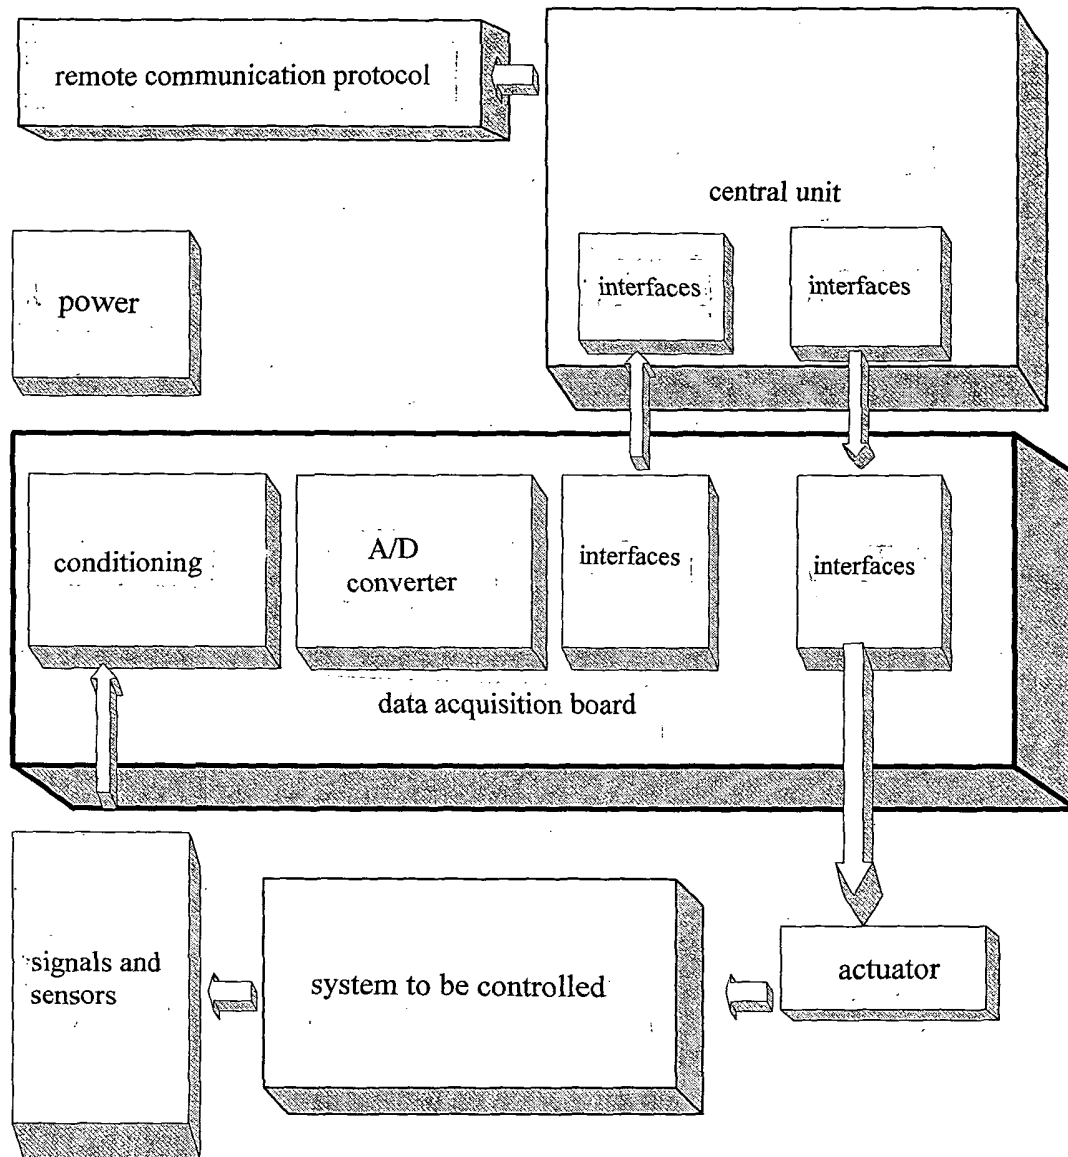 remote communication protocol
central unit
interfaces
interfaces
power
conditioning
A/D
converter
interfaces
interfaces
data acquisition board
signals and
sensors
system to be controlled
actuator